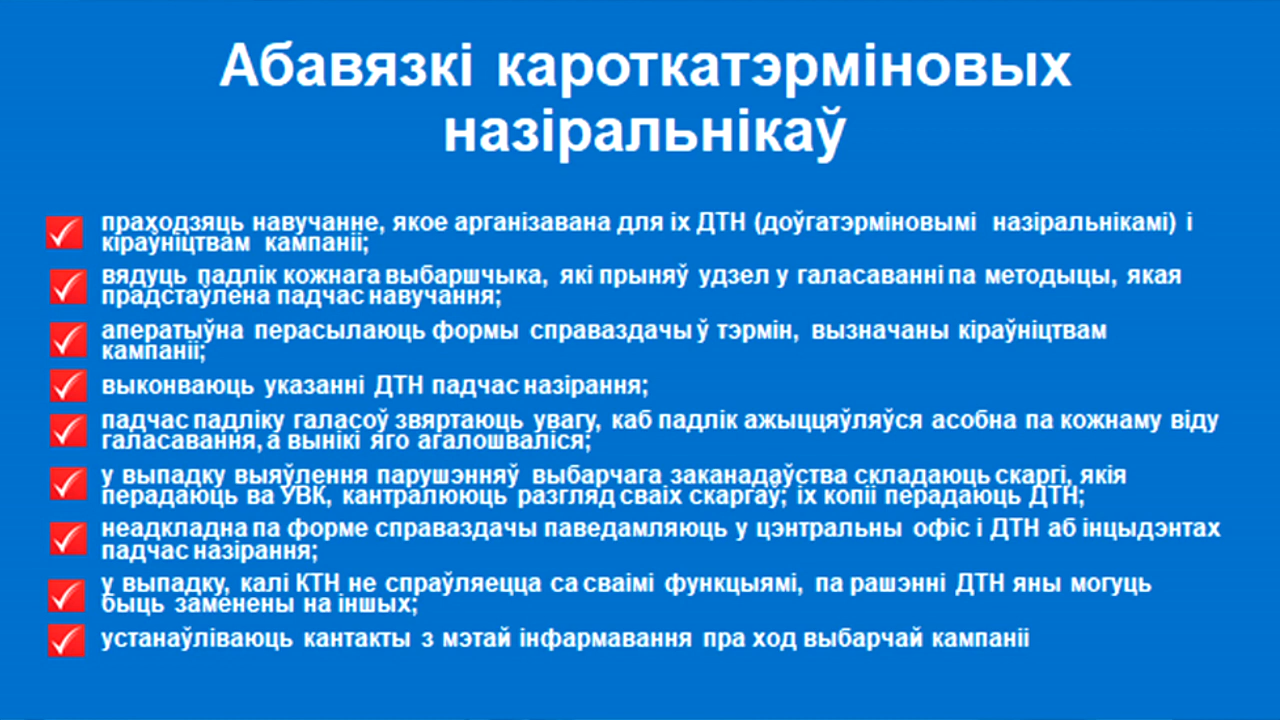 Абавязкі кароткатэрміновых
назіральнікаў
праходзяць навучанне, якое арганізавана для іх ДТН (доўгатэрміновымі назіральнікамі) і
кіраўніцтвам кампаніі;
вядуць падлік кожнага выбаршчыка, які прыняў удзел у галасаванні па методыцы, якая
прадстаўлена падчас навучання;
аператыўна перасылаюць формы справаздачы ў тэрмін, вызначаны кіраўніцтвам
кампаніі;
выконваюць указанні ДТН падчас назірання;
падчас падліку галасоў звяртаюць увагу, каб падлік ажыццяўляўся асобна па кожнаму віду
галасавання, а вынікі яго агалошваліся;
у выпадку выяўлення парушэнняў выбарчага заканадаўства складаюць скаргі, якія
перадаюць ва УВК, кантралююць разгляд сваіх скаргаў; іх копіі перадаюць ДТН;
неадкладна па форме справаздачы паведамляюць у цэнтральны офіс і ДТН аб інцыдэнтах
падчас назірання;
у выпадку, калі КТН не спраўляецца са сваімі функцыямі, па рашэнні ДТН яны могуць
быць заменены на іншых;
устанаўліваюць кантакты з мэтай інфармавання пра ход выбарчай кампаніі